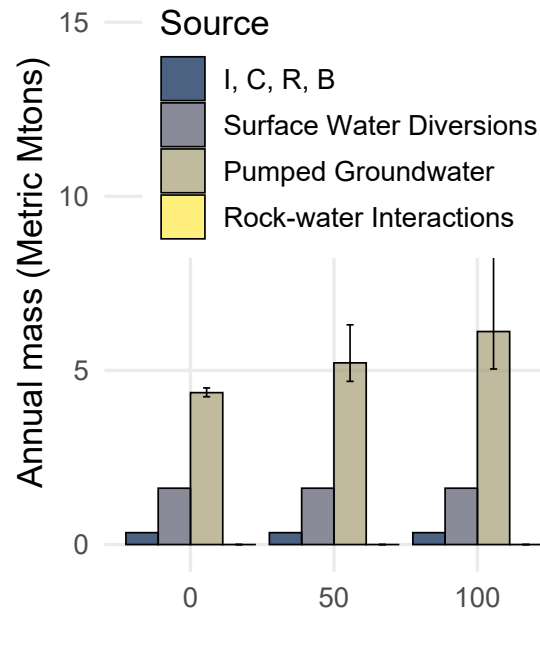 15
10
5
0
Annual mass (Metric Mtons)
Source
I, C, R, B
Surface Water Diversions
Pumped Groundwater
Rock-water Interactions
0 50 100